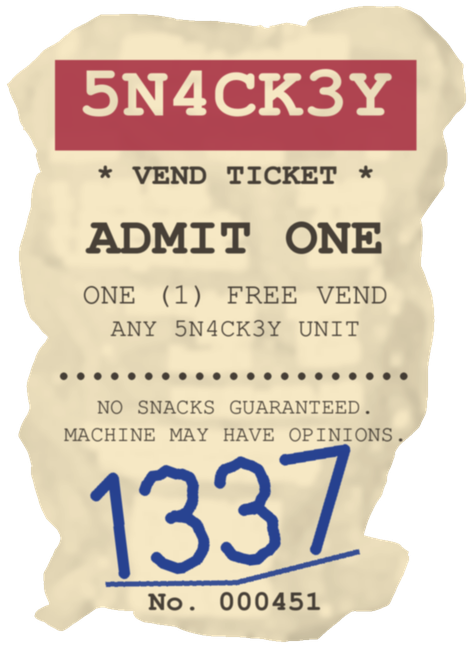 5N4CK3Y
* VEND TICKET *
ADMIT ONE
ONE (1) FREE VEND
ANY 5N4CK3Y UNIT
NO SNACKS GUARANTEED.
MACHINE MAY HAVE OPINIONS.
1337
No. 000451